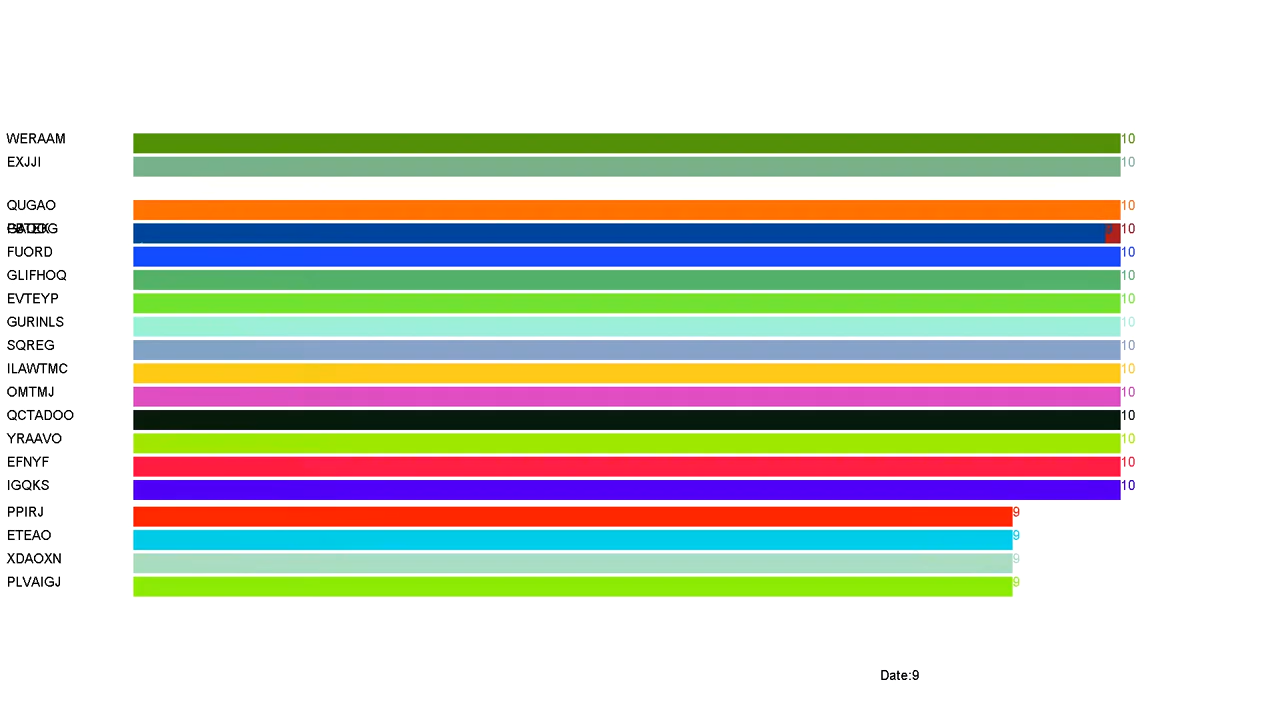 WERAAM 10
EXJJI 10
QUGAO 10
10
FUORD 10
GLIFHOQ 10
EVTEYP 10
GURINLS 10
SQREG 10
ILAWTMC 10
OMTMJ 10
QCTADOO 10
YRAAVO 10
EFNYF 10
IGQKS 10
PPIRJ 9
ETEAO 9
XDAOXN 9
PLVAIGJ 9
Date:9